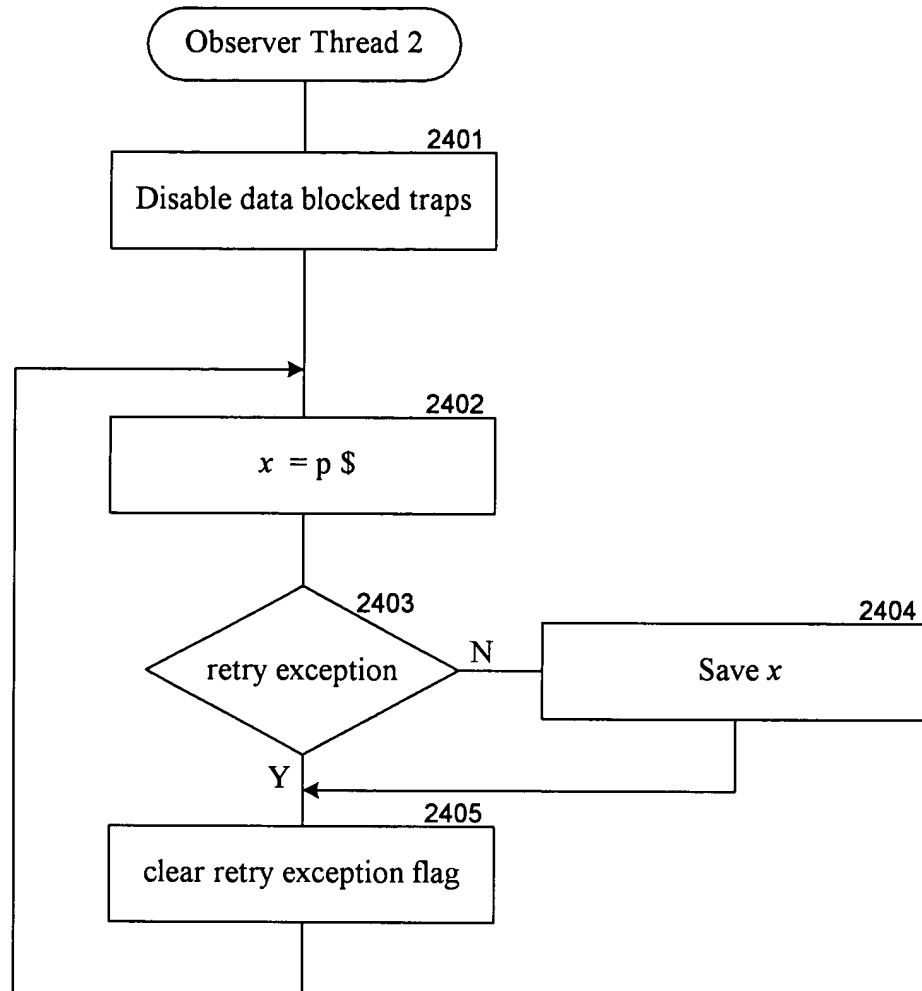 Observer Thread 2
2401
Disable data blocked traps
2402
x = p $
2403
retry exception
N
2404
Save x
Y
2405
clear retry exception flag